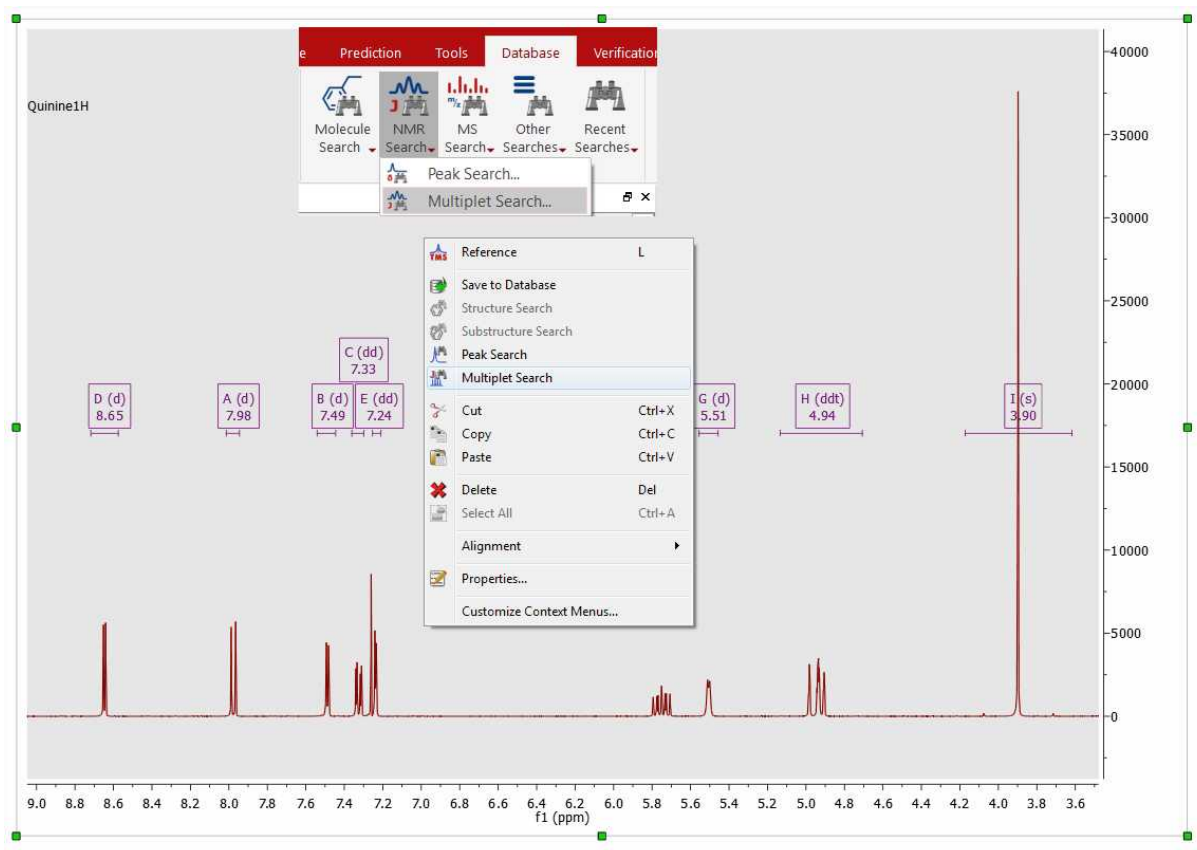 e Prediction Tools Database Verification
Molecule Search NMR Search MS Search Other Searches Recent Searches
Peak Search...
Multiplet Search...
Quinine1H
Reference L
Save to Database
Structure Search
Substructure Search
Peak Search
Multiplet Search
Cut Ctrl+X
Copy Ctrl+C
Paste Ctrl+V
Delete Del
Select All Ctrl+A
Alignment
Properties...
Customize Context Menus...
D (d)
8.65
A (d)
7.98
B (d)
7.49
C (dd)
7.33
E (dd)
7.24
G (d)
5.51
H (ddt)
4.94
I (s)
3.90
40000
35000
30000
25000
20000
15000
10000
5000
0
9.0 8.8 8.6 8.4 8.2 8.0 7.8 7.6 7.4 7.2 7.0 6.8 6.6 6.4 6.2 6.0 5.8 5.6 5.4 5.2 5.0 4.8 4.6 4.4 4.2 4.0 3.8 3.6
f1 (ppm)